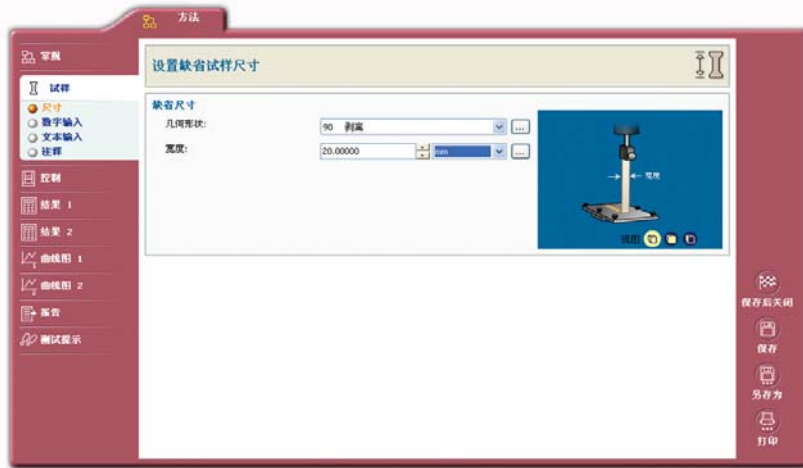 方法
常规
试样
尺寸
数字输入
文本输入
注释
控制
结果 1
结果 2
曲线图 1
曲线图 2
报告
测试提示
设置缺省试样尺寸
缺省尺寸
几何形状:
90 剥离
...
宽度:
20.00000
mm
...
宽度
视图
保存后关闭
保存
另存为
打印